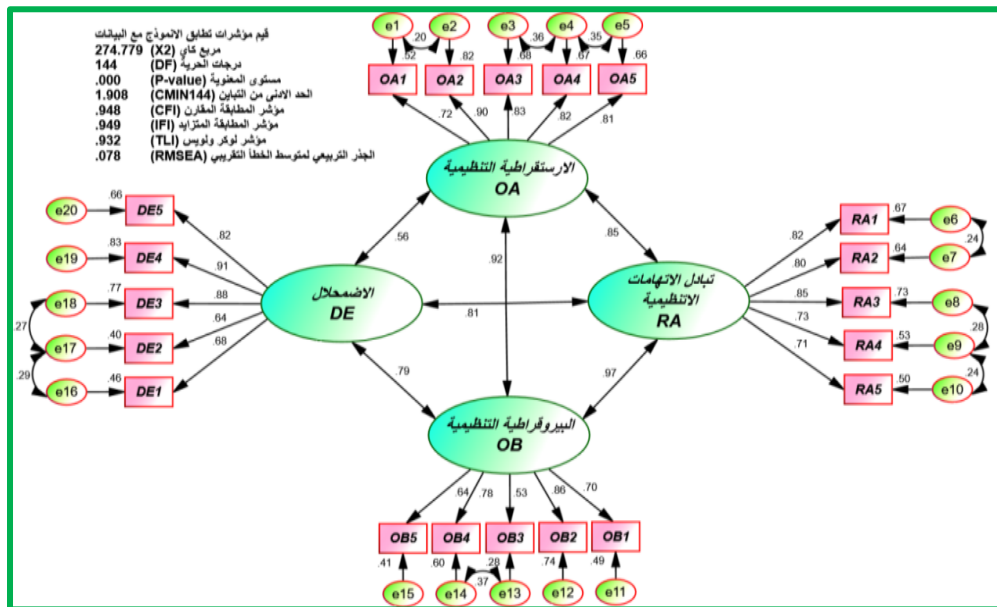 قيم مؤشرات تطابق الانموذج مع البيانات
مربع كاي (X2) 274.779
درجات الحرية (DF) 144
مستوى المعنوية (P-value) .000
الحد الادنى من التباين (CMIN144) 1.908
مؤشر المطابقة المقارن (CFI) .948
مؤشر المطابقة المتزايد (IFI) .949
مؤشر لوكر ولويس (TLI) .932
الجذر التربيعي لمتوسط الخطأ التقريبي (RMSEA) .078
e1 e2 e3 e4 e5
.20 .36 .35
.52 .82 .68 .67 .66
OA1 OA2 OA3 OA4 OA5
.72 .90 .83 .82 .81
الارستقراطية التنظيمية
OA
.56 .92 .85
e20 .66 DE5 .82
e19 .83 DE4 .91
e18 .77 DE3 .88
.27
e17 .40 DE2 .64
.29
e16 .46 DE1 .68
الاضمحلال
DE
.81
تبادل الاتهامات
الاتنظيمية
RA
.82 RA1 .67 e6
.24
.80 RA2 .64 e7
.85 RA3 .73 e8
.28
.73 RA4 .53 e9
.24
.71 RA5 .50 e10
.79 .97
البيروقراطية التنظيمية
OB
.64 .78 .53 .86 .70
OB5 OB4 OB3 OB2 OB1
.41 .60 .28 .74 .49
.37
e15 e14 e13 e12 e11